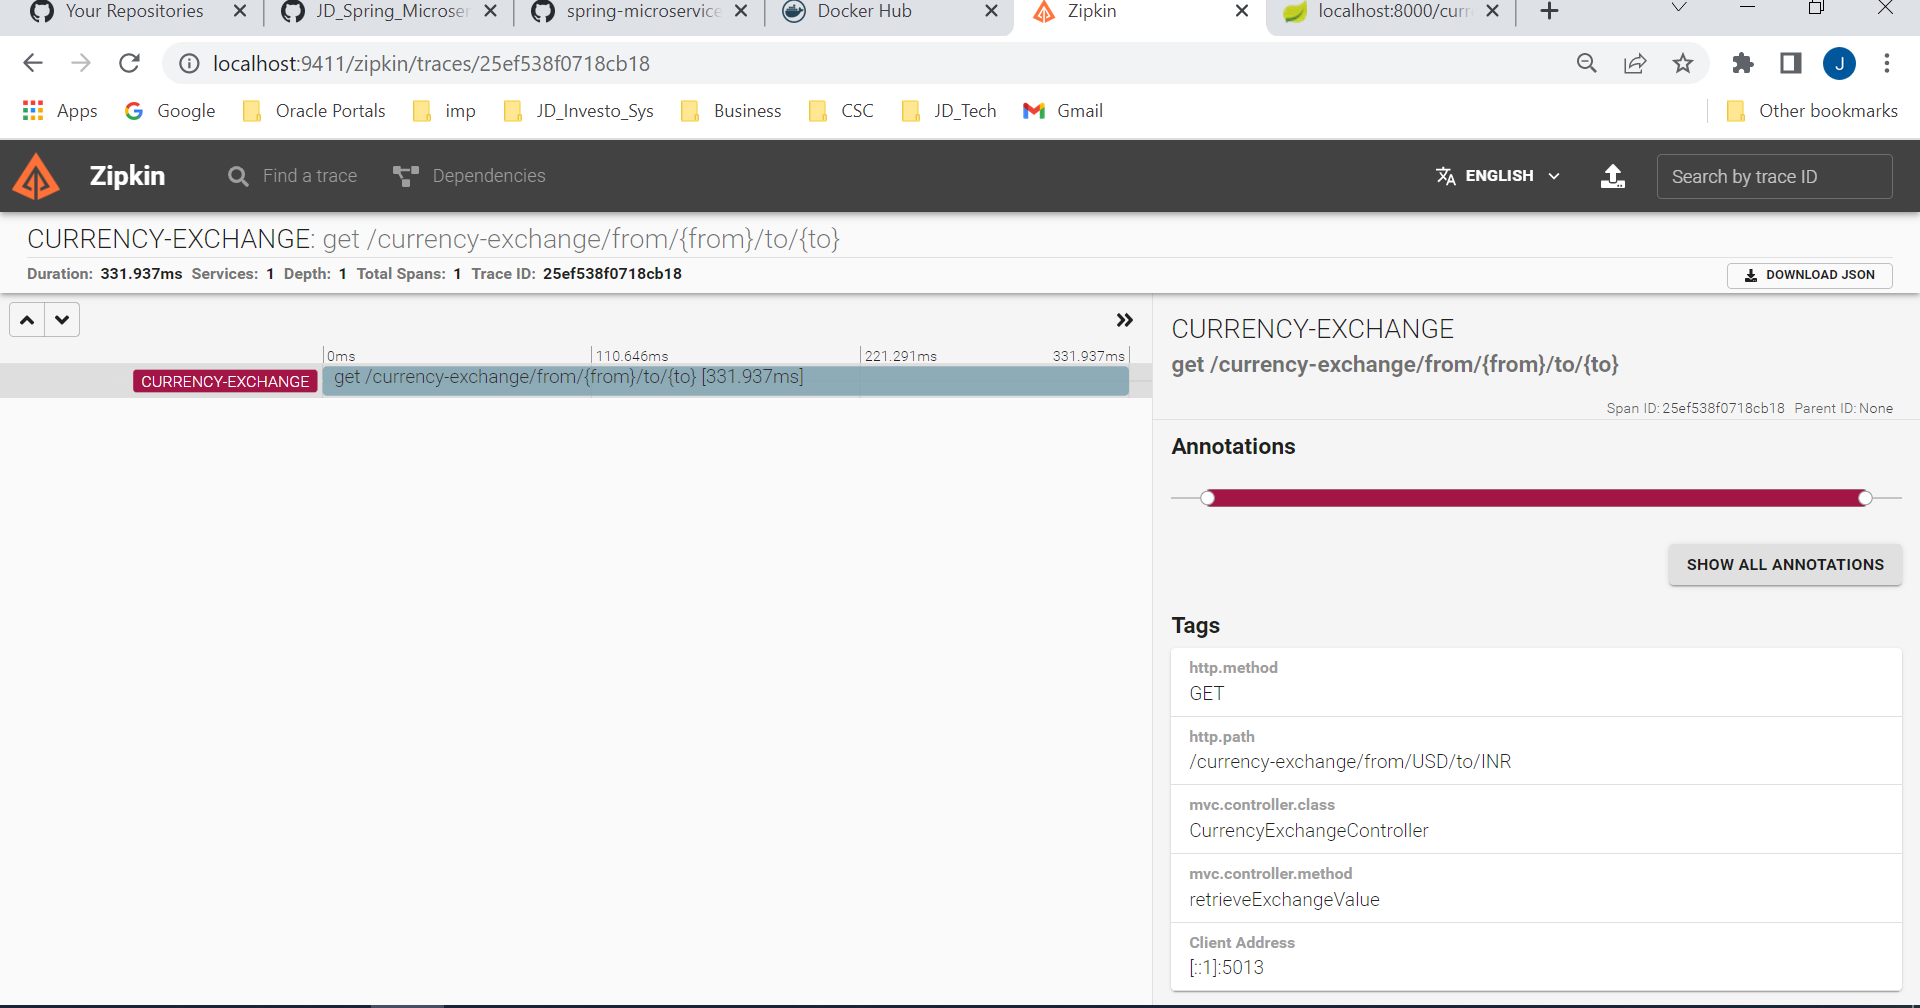 Your Repositories
JD_Spring_Microser
spring-microservice
Docker Hub
Zipkin
localhost:8000/curr
localhost:9411/zipkin/traces/25ef538f0718cb18
J
Apps
Google
Oracle Portals
imp
JD_Investo_Sys
Business
CSC
JD_Tech
Gmail
Other bookmarks
Zipkin
Find a trace
Dependencies
ENGLISH
Search by trace ID
CURRENCY-EXCHANGE: get /currency-exchange/from/{from}/to/{to}
Duration: 331.937ms Services: 1 Depth: 1 Total Spans: 1 Trace ID: 25ef538f0718cb18
DOWNLOAD JSON
0ms
110.646ms
221.291ms
331.937ms
CURRENCY-EXCHANGE
get /currency-exchange/from/{from}/to/{to} [331.937ms]
CURRENCY-EXCHANGE
get /currency-exchange/from/{from}/to/{to}
Span ID: 25ef538f0718cb18 Parent ID: None
Annotations
SHOW ALL ANNOTATIONS
Tags
http.method
GET
http.path
/currency-exchange/from/USD/to/INR
mvc.controller.class
CurrencyExchangeController
mvc.controller.method
retrieveExchangeValue
Client Address
[::1]:5013